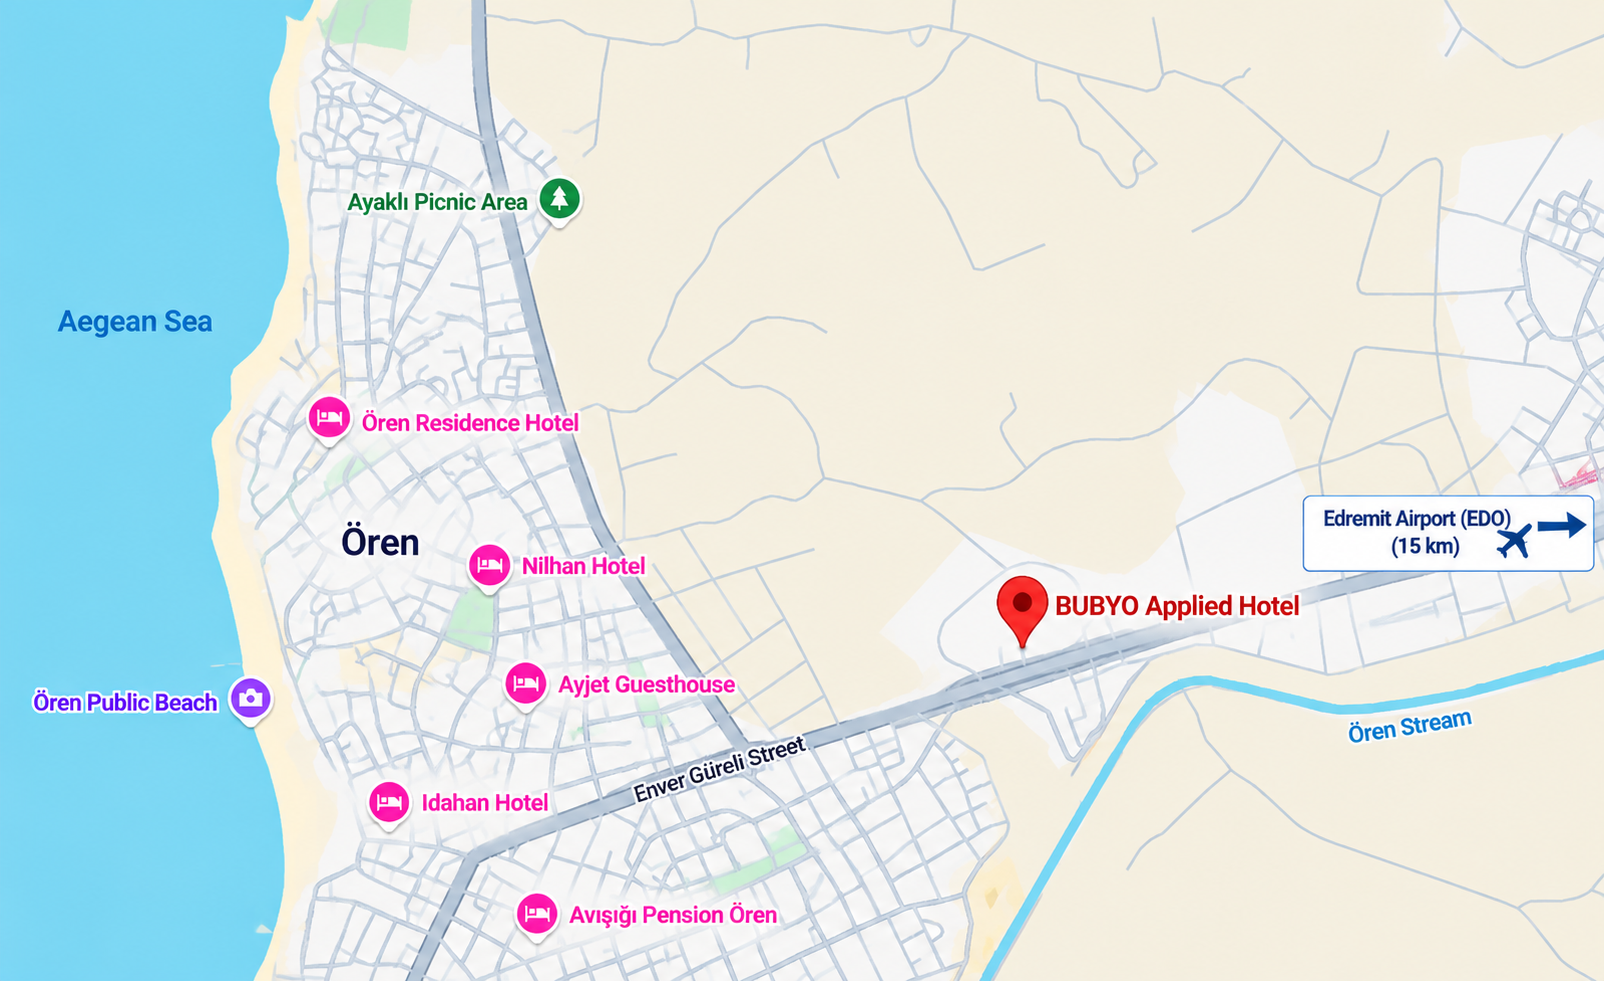 Ayaklı Picnic Area
Aegean Sea
Ören Residence Hotel
Edremit Airport (EDO)
(15 km)
Ören
Nilhan Hotel
BUBYO Applied Hotel
Ayjet Guesthouse
Ören Public Beach
Ören Stream
Enver Güreli Street
Idahan Hotel
Avışığı Pension Ören